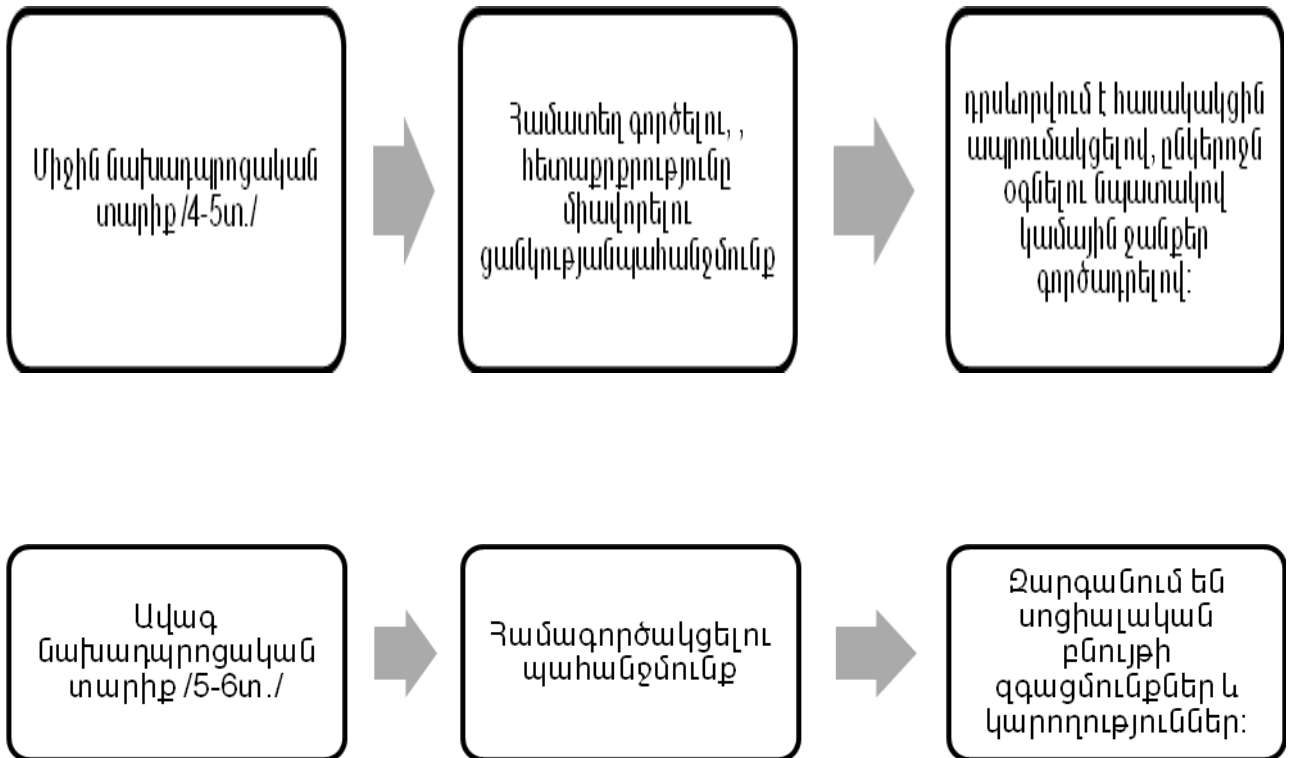 Միջին նախադպրոցական
տարիք /4-5տ./
Համատեղ գործելու, ,
հետաքրքրությունը
միավորելու
ցանկությանպահանջմունք
դրսևորվում է հասակակցին
ապրումակցելով, ընկերոջն
օգնելու նպատակով
կամային ջանքեր
գործադրելով:
Ավագ
նախադպրոցական
տարիք /5-6տ./
Համագործակցելու
պահանջմունք
Զարգանում են
սոցիալական
բնույթի
զգացմունքներ և
կարողություններ: